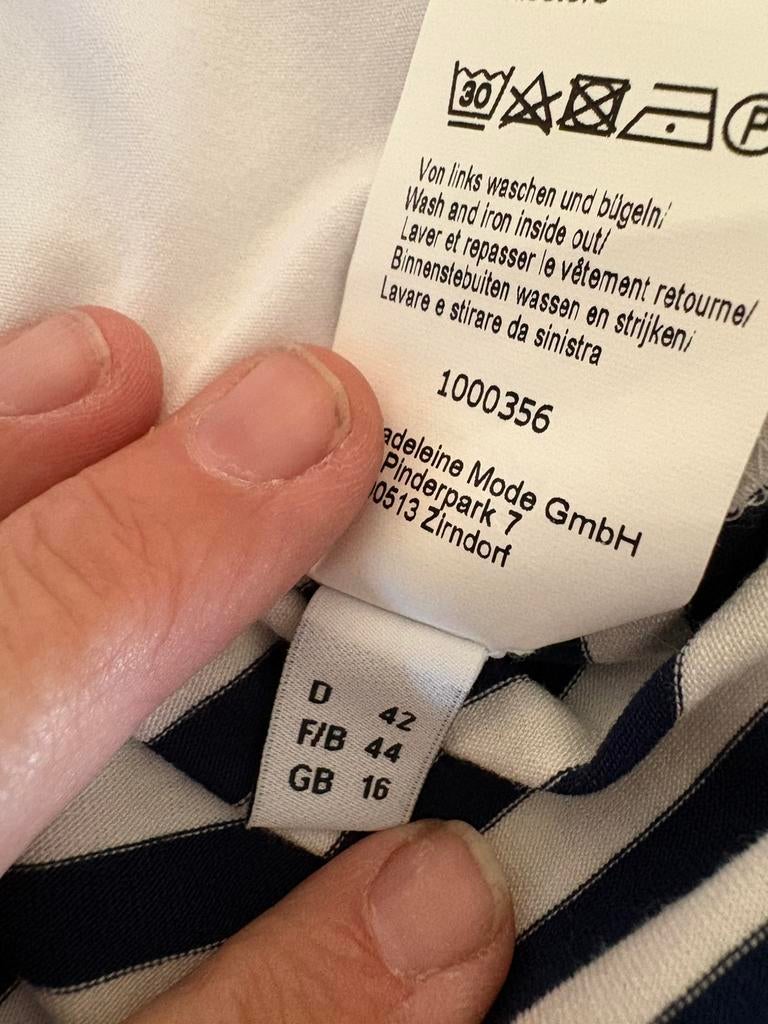 30
P
Von links waschen und bügeln/
Wash and iron inside out/
Laver et repasser le vêtement retourne/
Binnenstebuiten wassen en strijken/
Lavare e stirare da sinistra
1000356
adeleine Mode GmbH
Pinderpark 7
0513 Zirndorf
D 42
F/B 44
GB 16